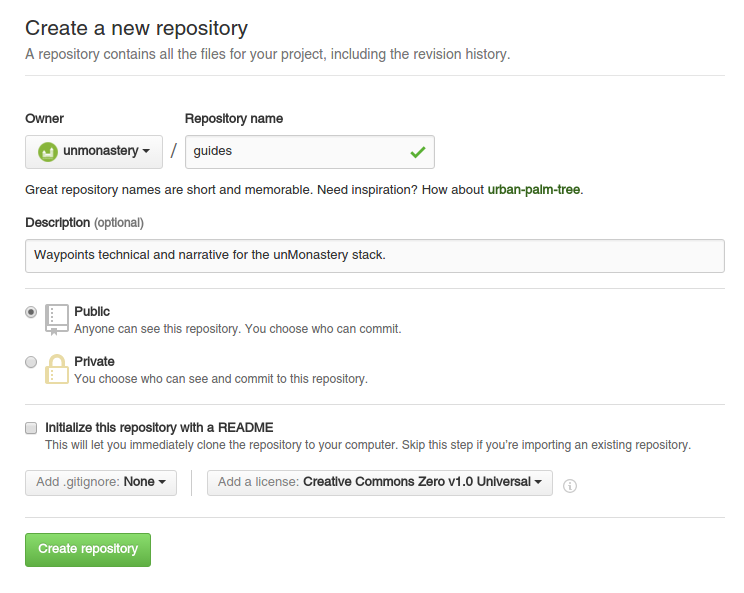 Create a new repository
A repository contains all the files for your project, including the revision history.
Owner
Repository name
unmonastery / guides
Great repository names are short and memorable. Need inspiration? How about urban-palm-tree.
Description (optional)
Waypoints technical and narrative for the unMonastery stack.
Public
Anyone can see this repository. You choose who can commit.
Private
You choose who can see and commit to this repository.
Initialize this repository with a README
This will let you immediately clone the repository to your computer. Skip this step if you're importing an existing repository.
Add .gitignore: None
Add a license: Creative Commons Zero v1.0 Universal
Create repository